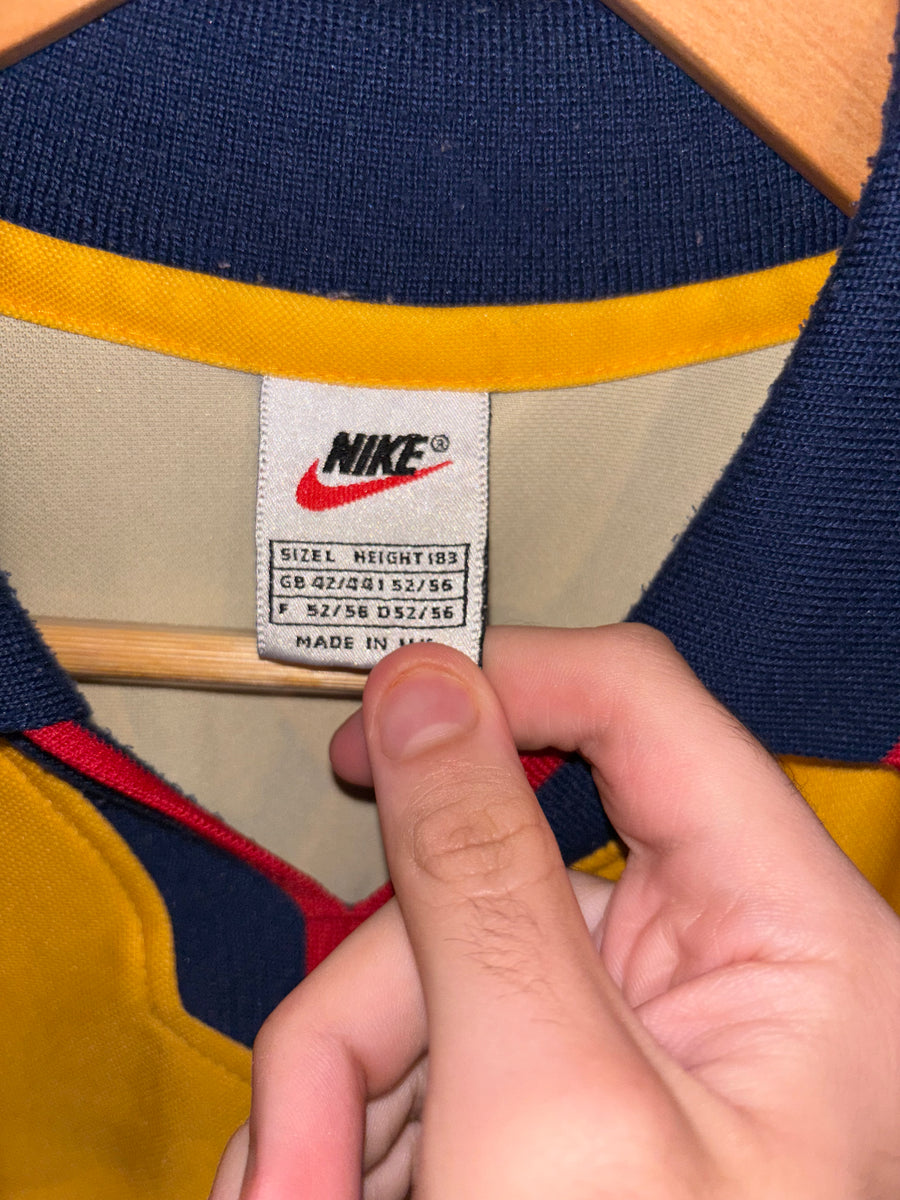 NIKE®
SIZE L HEIGHT 183
GB 42/44 I 52/56
F 52/56 D 52/56
MADE IN